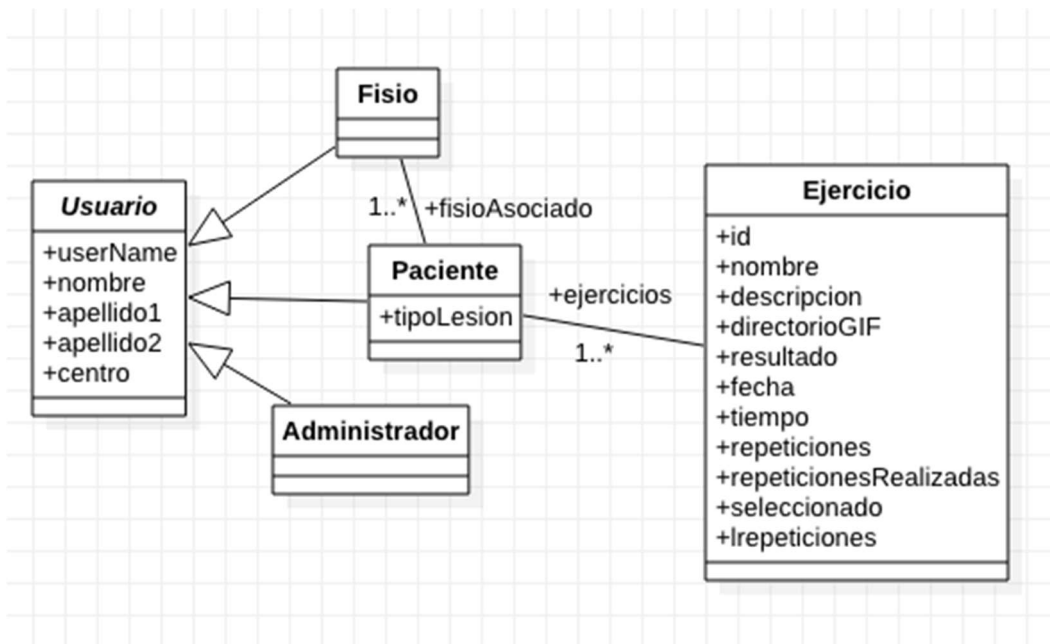 Fisio
1..* +fisioAsociado
Usuario
+userName
+nombre
+apellido1
+apellido2
+centro
Paciente
+tipoLesion
+ejercicios
1..*
Administrador
Ejercicio
+id
+nombre
+descripcion
+directorioGIF
+resultado
+fecha
+tiempo
+repeticiones
+repeticionesRealizadas
+seleccionado
+lrepeticiones